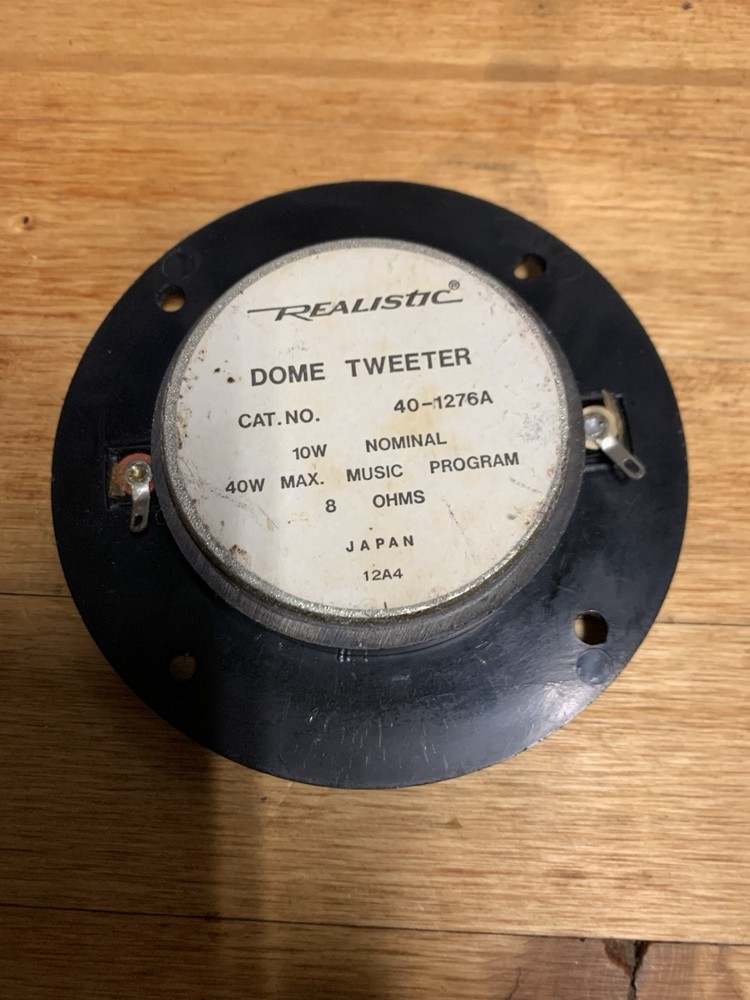 REALISTIC®
DOME TWEETER
CAT.NO. 40-1276A
10W NOMINAL
40W MAX. MUSIC PROGRAM
8 OHMS
JAPAN
12A4